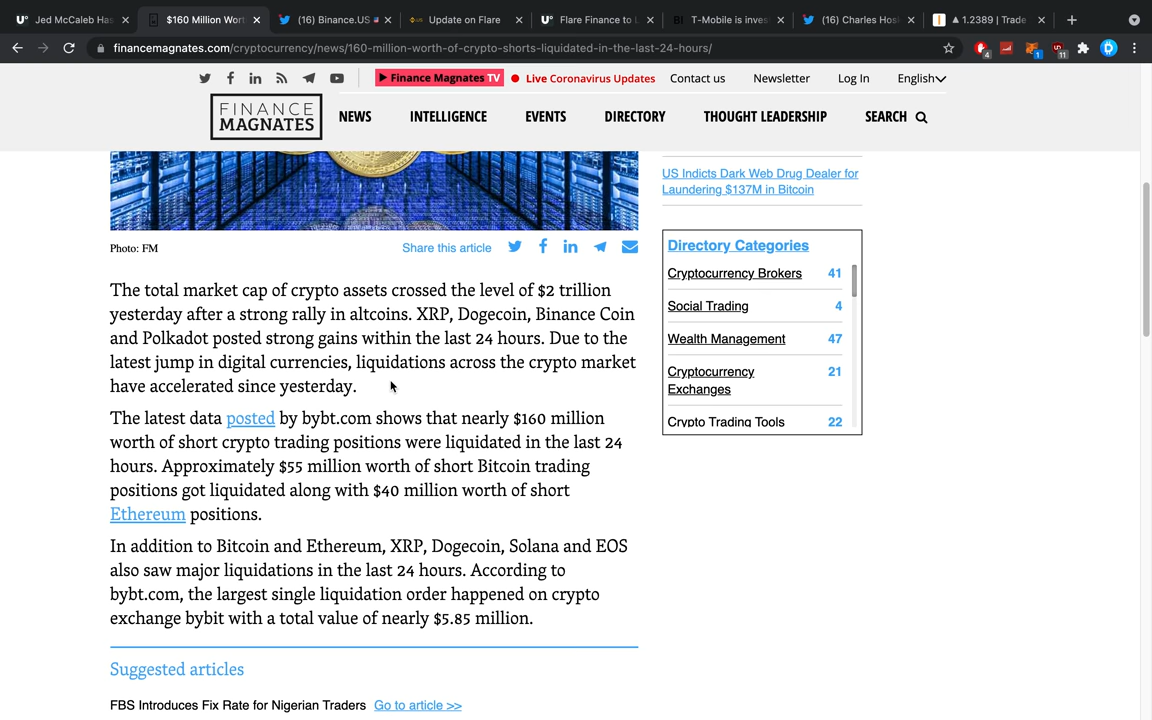 Jed McCaleb Has
$160 Million Wort
(16) Binance.US
Update on Flare
Flare Finance to L
T-Mobile is invest
(16) Charles Hosk
▲ 1.2389 | Trade
financemagnates.com/cryptocurrency/news/160-million-worth-of-crypto-shorts-liquidated-in-the-last-24-hours/
4
1
11
Finance Magnates TV
Live Coronavirus Updates
Contact us
Newsletter
Log In
English
FINANCE
MAGNATES
NEWS
INTELLIGENCE
EVENTS
DIRECTORY
THOUGHT LEADERSHIP
SEARCH
Photo: FM
Share this article
The total market cap of crypto assets crossed the level of $2 trillion
yesterday after a strong rally in altcoins. XRP, Dogecoin, Binance Coin
and Polkadot posted strong gains within the last 24 hours. Due to the
latest jump in digital currencies, liquidations across the crypto market
have accelerated since yesterday.
The latest data posted by bybt.com shows that nearly $160 million
worth of short crypto trading positions were liquidated in the last 24
hours. Approximately $55 million worth of short Bitcoin trading
positions got liquidated along with $40 million worth of short
Ethereum positions.
In addition to Bitcoin and Ethereum, XRP, Dogecoin, Solana and EOS
also saw major liquidations in the last 24 hours. According to
bybt.com, the largest single liquidation order happened on crypto
exchange bybit with a total value of nearly $5.85 million.
Suggested articles
FBS Introduces Fix Rate for Nigerian Traders Go to article >>
US Indicts Dark Web Drug Dealer for
Laundering $137M in Bitcoin
Directory Categories
Cryptocurrency Brokers 41
Social Trading 4
Wealth Management 47
Cryptocurrency 21
Exchanges
Crypto Trading Tools 22